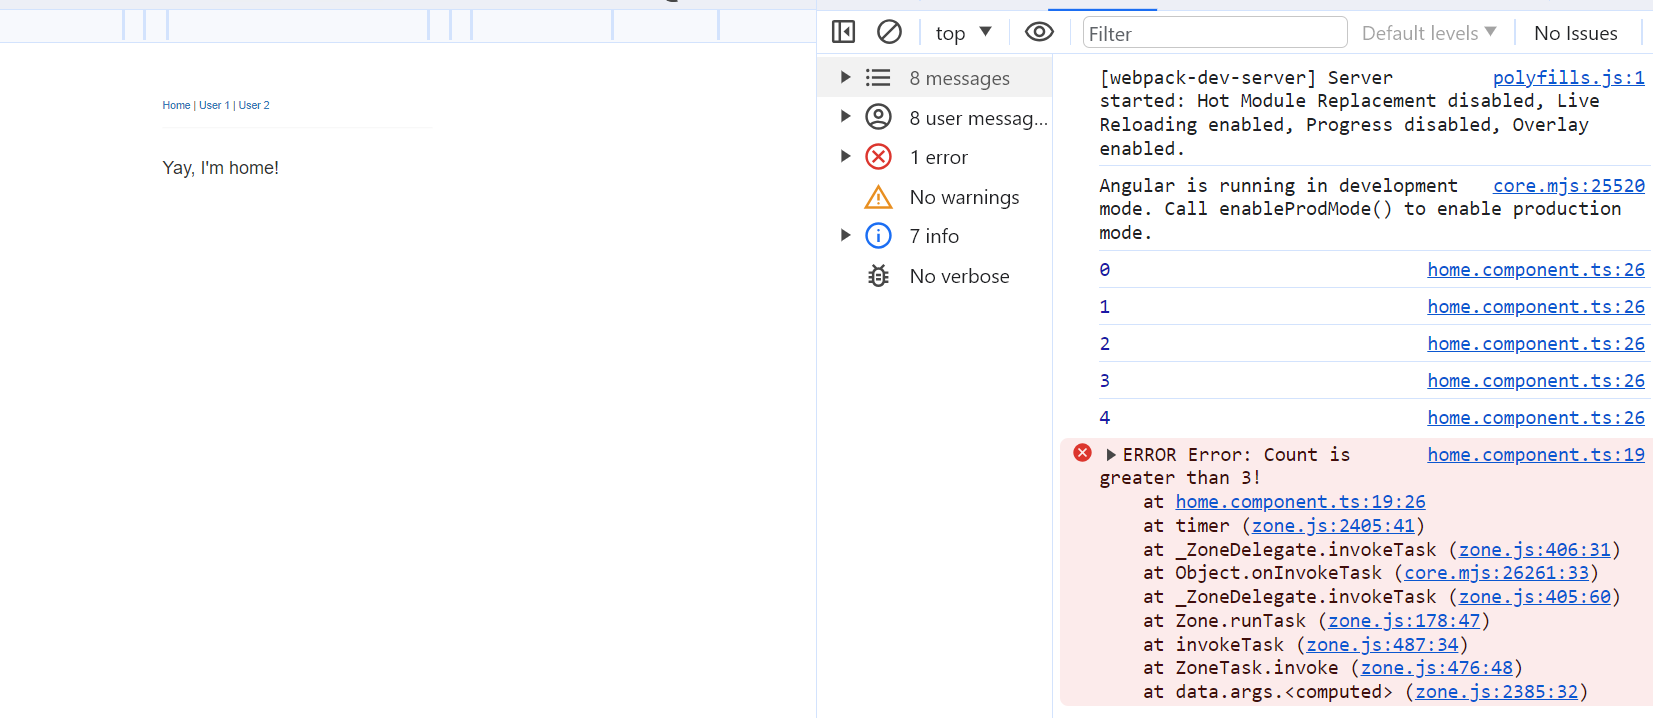 Home | User 1 | User 2
Yay, I'm home!
top
Filter
Default levels
No Issues
8 messages
8 user messag...
1 error
No warnings
7 info
No verbose
[webpack-dev-server] Server polyfills.js:1
started: Hot Module Replacement disabled, Live
Reloading enabled, Progress disabled, Overlay
enabled.
Angular is running in development core.mjs:25520
mode. Call enableProdMode() to enable production
mode.
0 home.component.ts:26
1 home.component.ts:26
2 home.component.ts:26
3 home.component.ts:26
4 home.component.ts:26
ERROR Error: Count is home.component.ts:19
greater than 3!
at home.component.ts:19:26
at timer (zone.js:2405:41)
at _ZoneDelegate.invokeTask (zone.js:406:31)
at Object.onInvokeTask (core.mjs:26261:33)
at _ZoneDelegate.invokeTask (zone.js:405:60)
at Zone.runTask (zone.js:178:47)
at invokeTask (zone.js:487:34)
at ZoneTask.invoke (zone.js:476:48)
at data.args.<computed> (zone.js:2385:32)